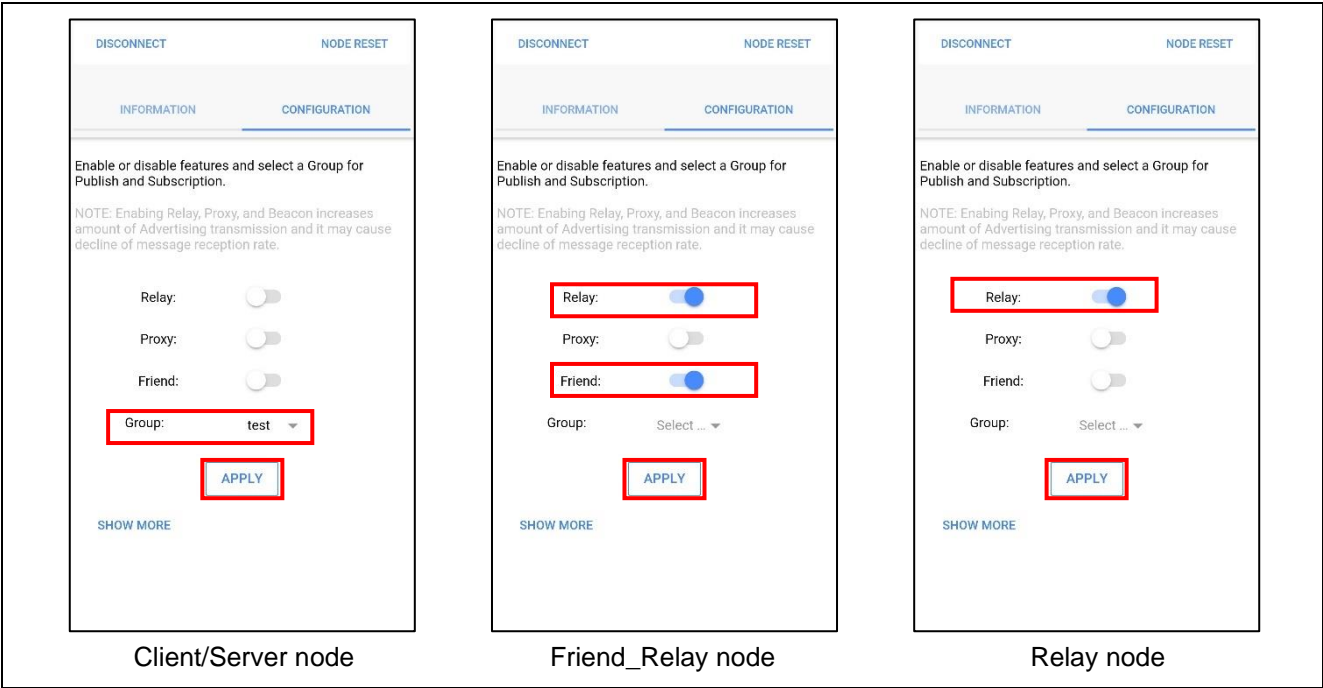 DISCONNECT NODE RESET
INFORMATION CONFIGURATION
Enable or disable features and select a Group for
Publish and Subscription.
NOTE: Enabling Relay, Proxy, and Beacon increases
amount of Advertising transmission and it may cause
decline of message reception rate.
Relay:
Proxy:
Friend:
Group: test
APPLY
SHOW MORE
Client/Server node
DISCONNECT NODE RESET
INFORMATION CONFIGURATION
Enable or disable features and select a Group for
Publish and Subscription.
NOTE: Enabling Relay, Proxy, and Beacon increases
amount of Advertising transmission and it may cause
decline of message reception rate.
Relay:
Proxy:
Friend:
Group: Select ...
APPLY
SHOW MORE
Friend_Relay node
DISCONNECT NODE RESET
INFORMATION CONFIGURATION
Enable or disable features and select a Group for
Publish and Subscription.
NOTE: Enabling Relay, Proxy, and Beacon increases
amount of Advertising transmission and it may cause
decline of message reception rate.
Relay:
Proxy:
Friend:
Group: Select ...
APPLY
SHOW MORE
Relay node